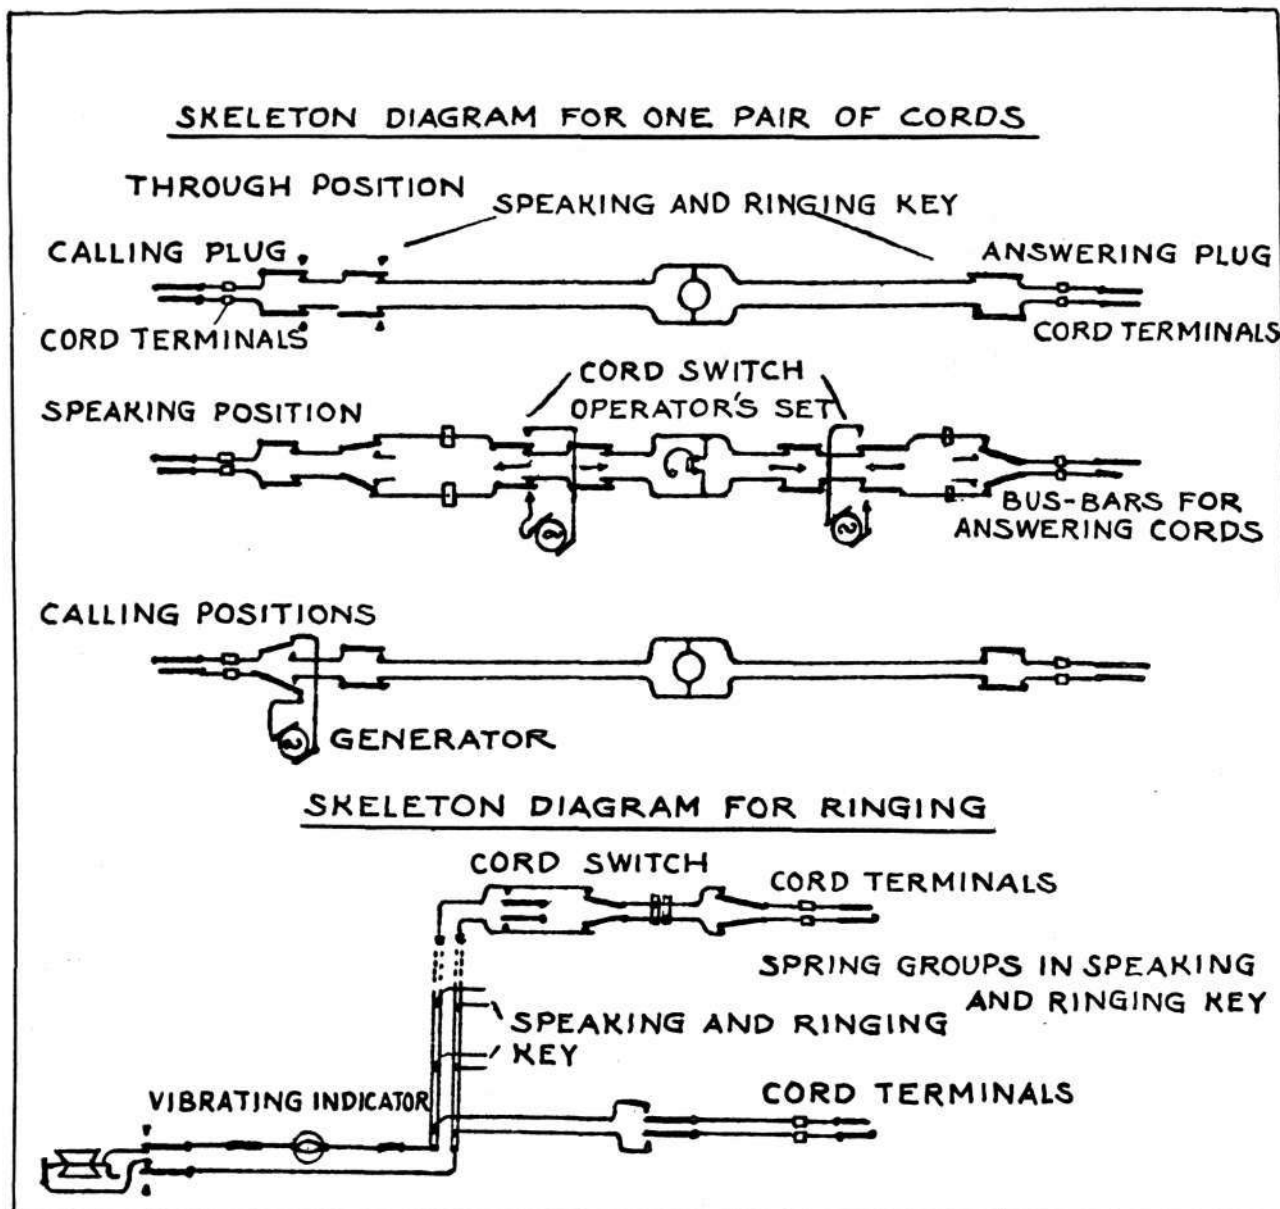 SKELETON DIAGRAM FOR ONE PAIR OF CORDS
THROUGH POSITION
SPEAKING AND RINGING KEY
CALLING PLUG
ANSWERING PLUG
CORD TERMINALS
CORD TERMINALS
CORD SWITCH
SPEAKING POSITION
OPERATOR'S SET
BUS-BARS FOR
ANSWERING CORDS
CALLING POSITIONS
GENERATOR
SKELETON DIAGRAM FOR RINGING
CORD SWITCH
CORD TERMINALS
SPRING GROUPS IN SPEAKING
AND RINGING KEY
SPEAKING AND RINGING
KEY
VIBRATING INDICATOR
CORD TERMINALS